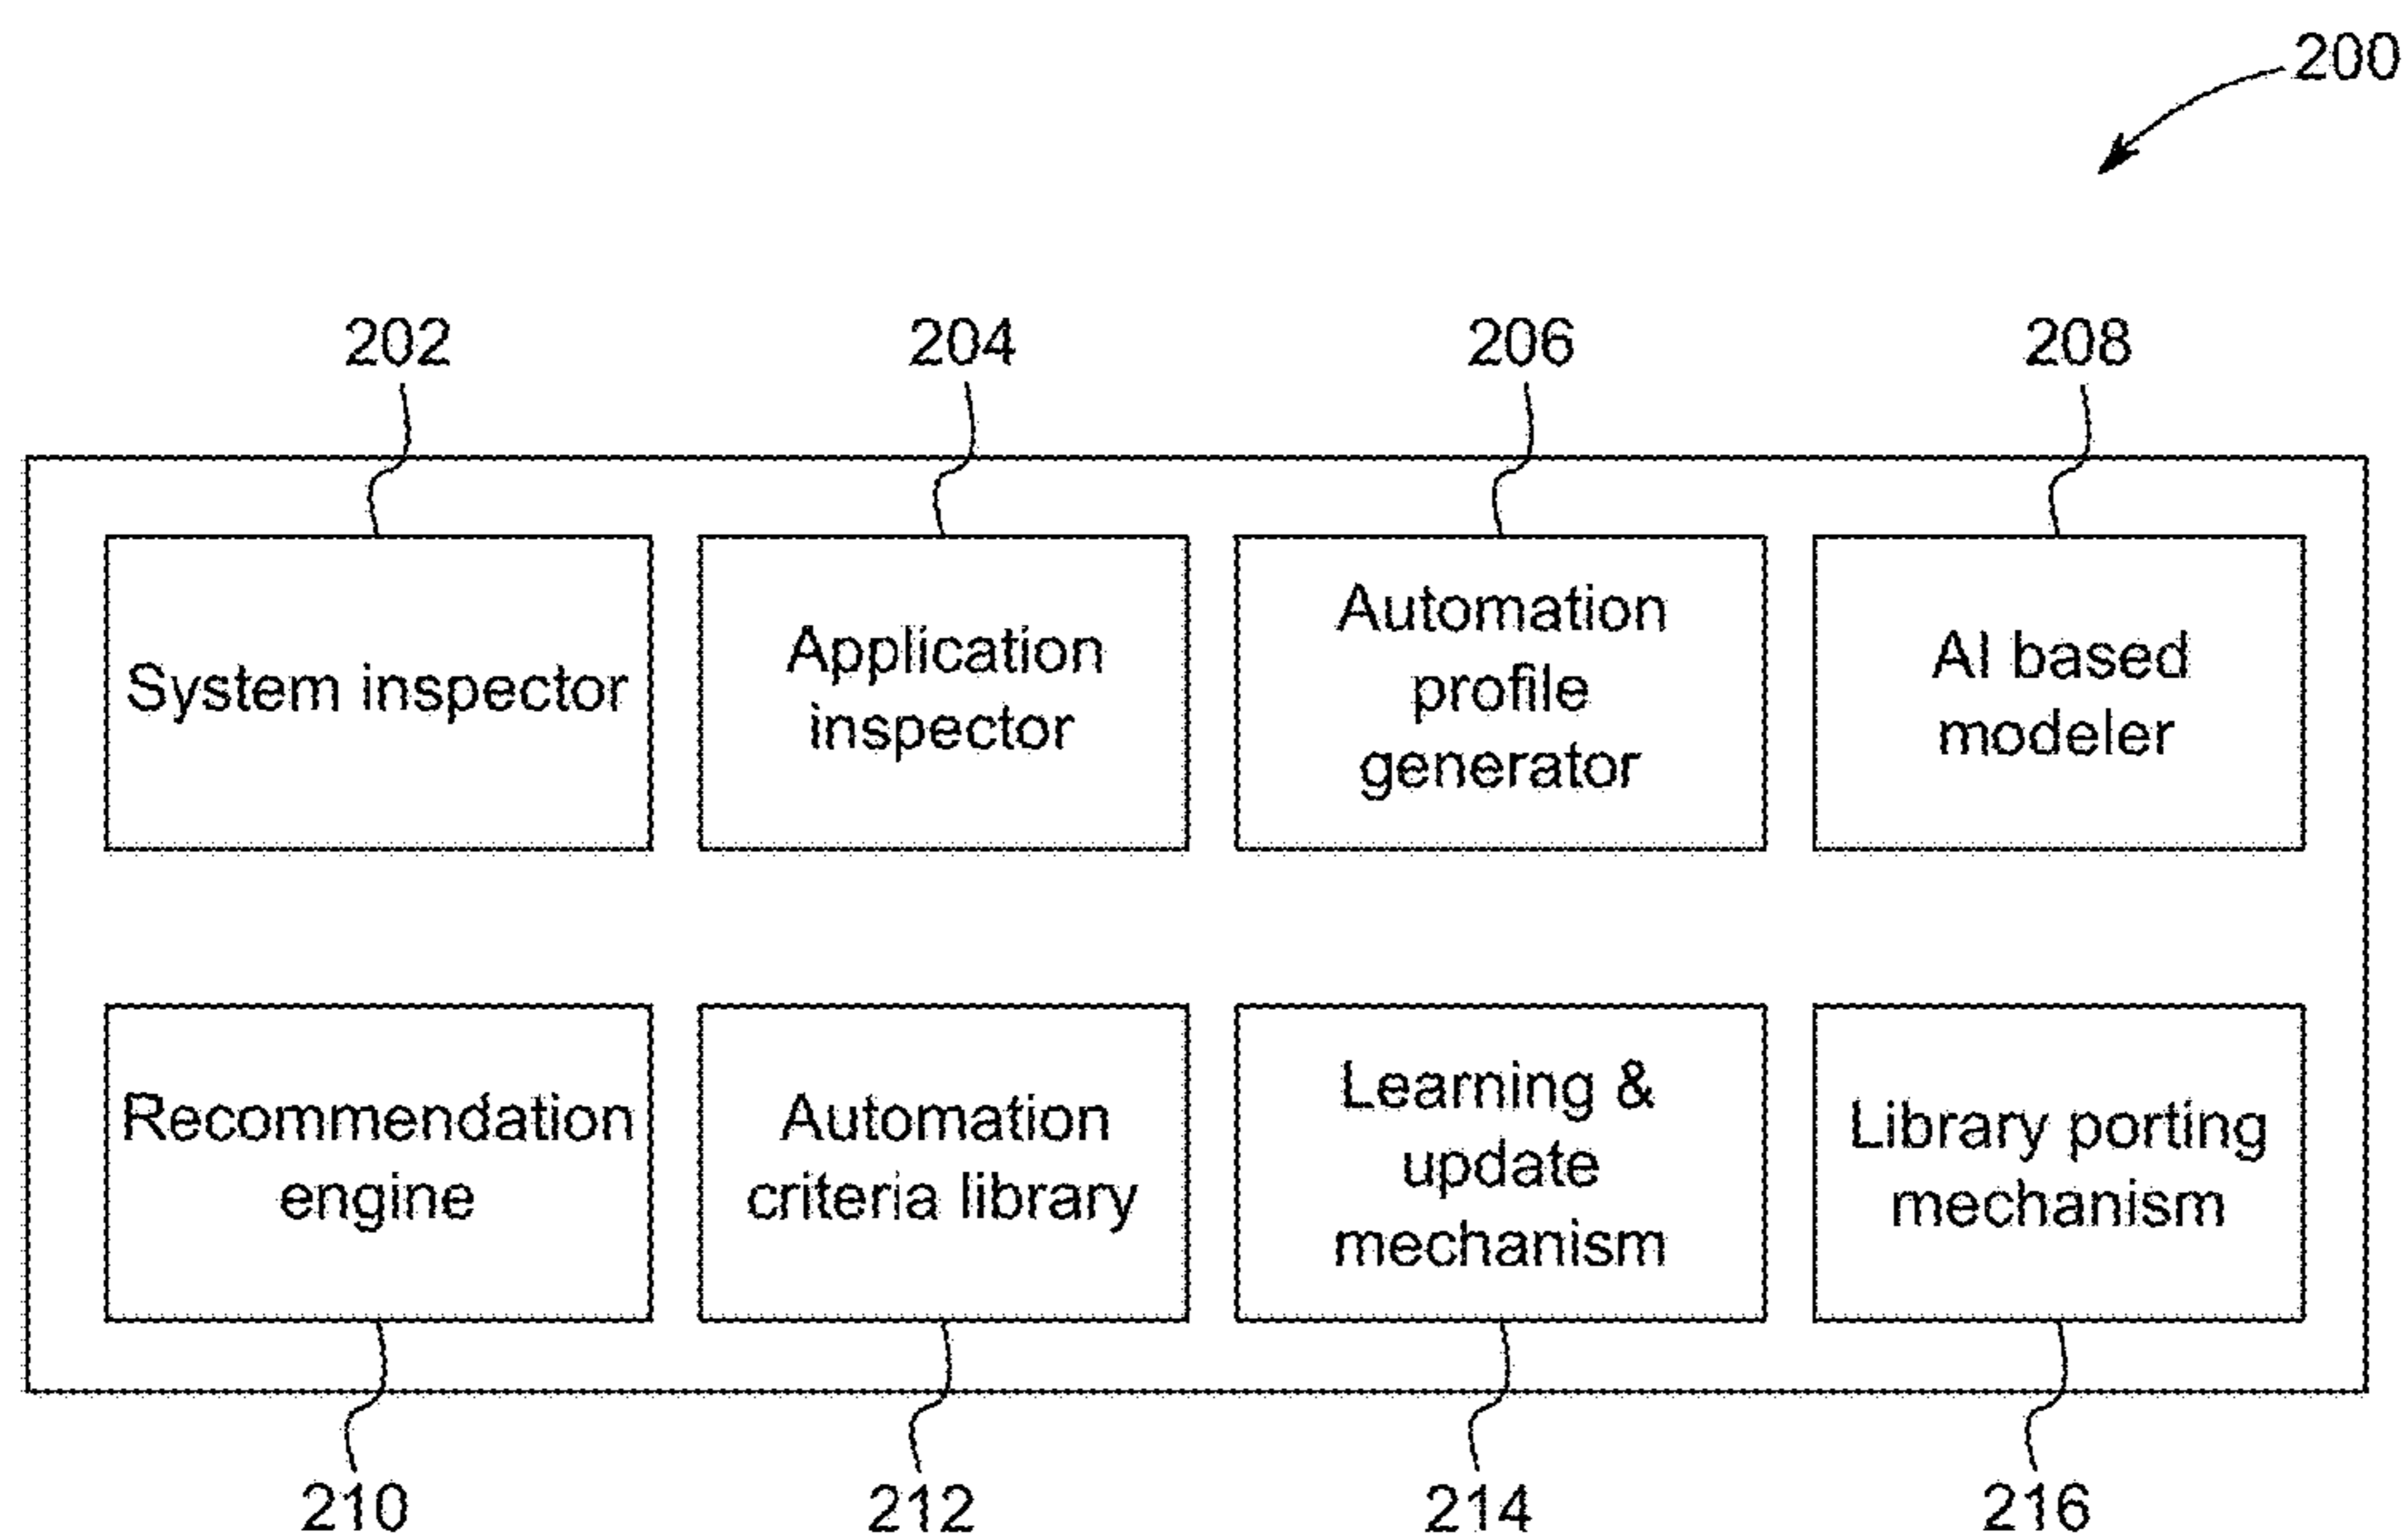 200
202
204
206
208
System inspector
Application
inspector
Automation
profile
generator
AI based
modeler
Recommendation
engine
Automation
criteria library
Learning &
update
mechanism
Library porting
mechanism
210
212
214
216